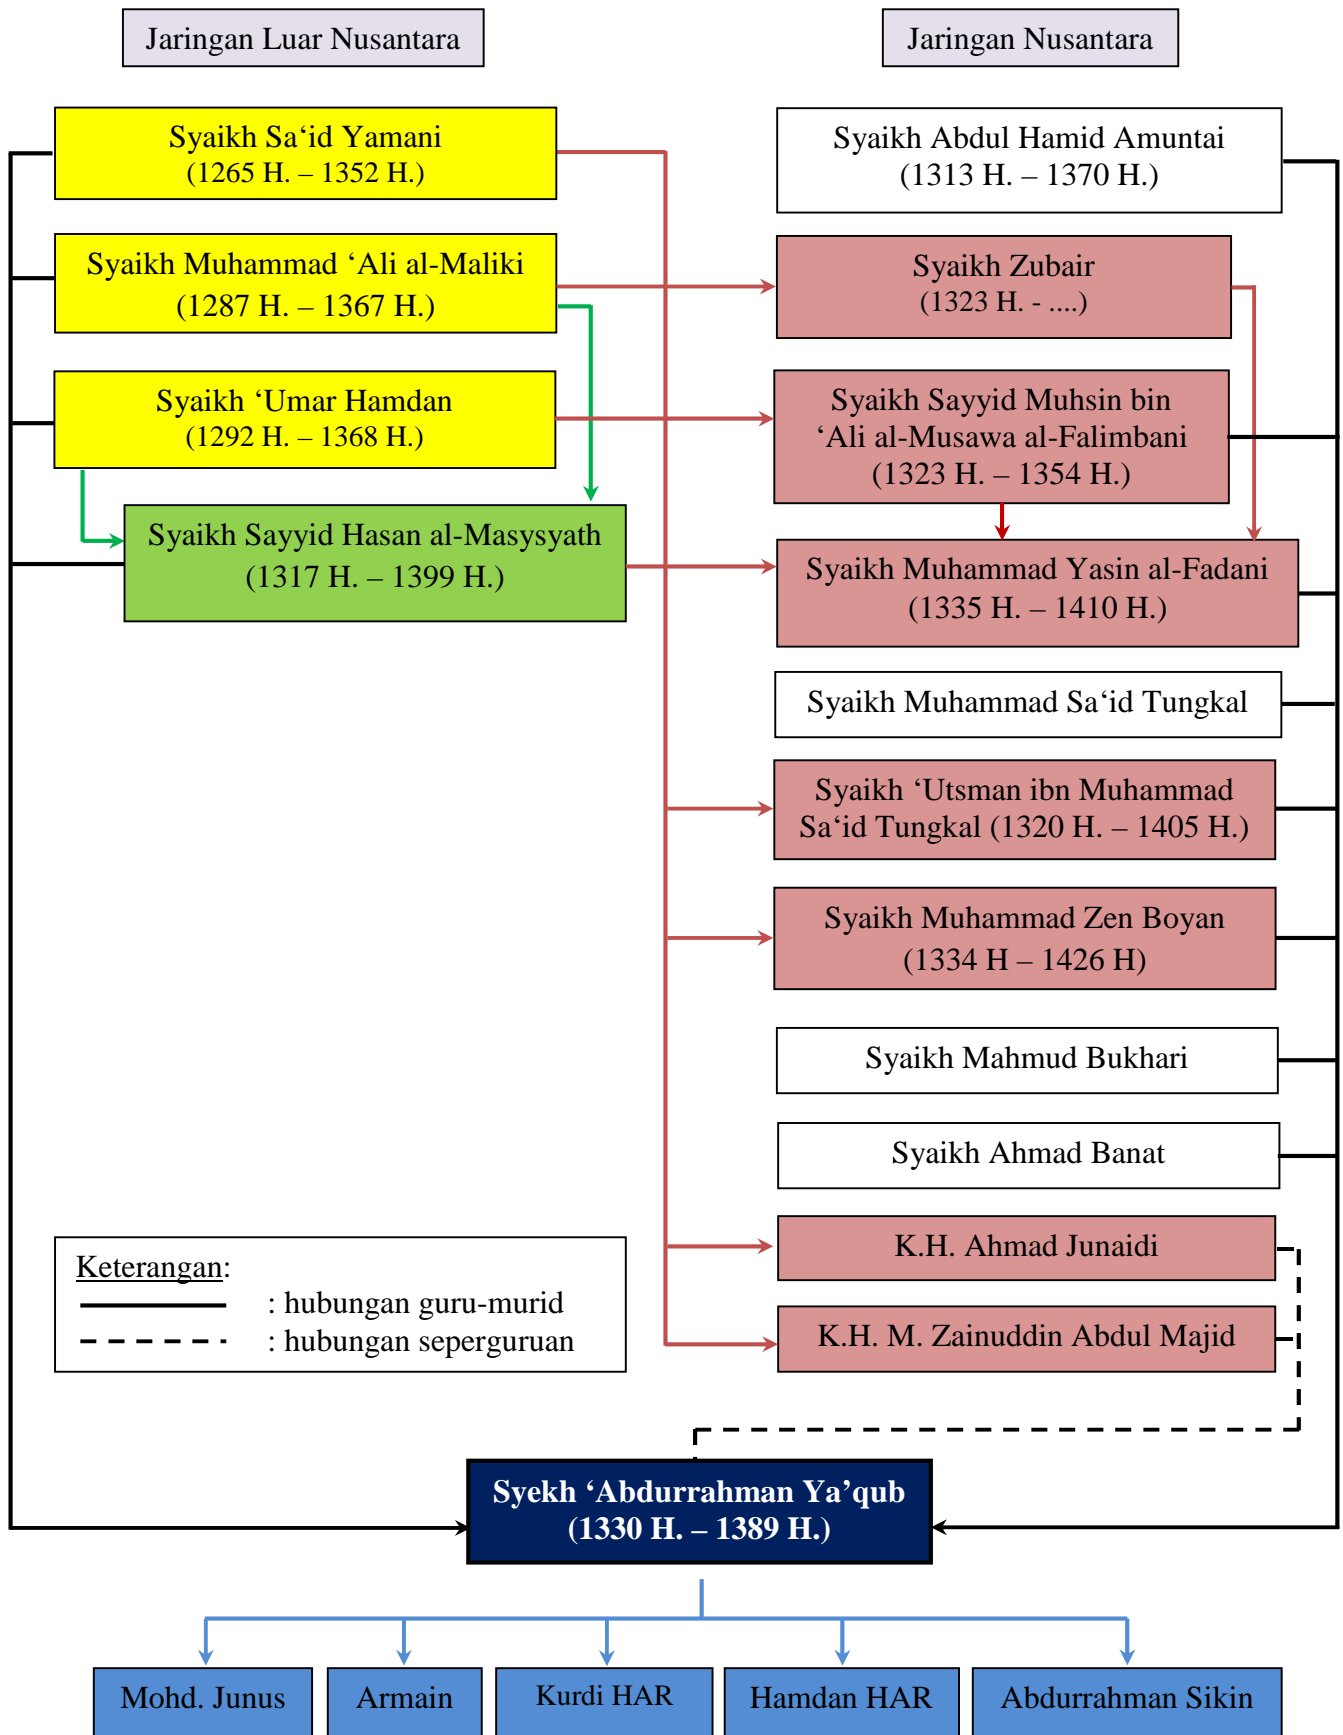 Jaringan Luar Nusantara
Jaringan Nusantara
Syaikh Sa‘id Yamani
(1265 H. – 1352 H.)
Syaikh Muhammad ‘Ali al-Maliki
(1287 H. – 1367 H.)
Syaikh ‘Umar Hamdan
(1292 H. – 1368 H.)
Syaikh Sayyid Hasan al-Masysyath
(1317 H. – 1399 H.)
Syaikh Abdul Hamid Amuntai
(1313 H. – 1370 H.)
Syaikh Zubair
(1323 H. - ....)
Syaikh Sayyid Muhsin bin
‘Ali al-Musawa al-Falimbani
(1323 H. – 1354 H.)
Syaikh Muhammad Yasin al-Fadani
(1335 H. – 1410 H.)
Syaikh Muhammad Sa‘id Tungkal
Syaikh ‘Utsman ibn Muhammad
Sa‘id Tungkal (1320 H. – 1405 H.)
Syaikh Muhammad Zen Boyan
(1334 H – 1426 H)
Syaikh Mahmud Bukhari
Syaikh Ahmad Banat
K.H. Ahmad Junaidi
K.H. M. Zainuddin Abdul Majid
Keterangan:
: hubungan guru-murid
: hubungan seperguruan
Syekh ‘Abdurrahman Ya’qub
(1330 H. – 1389 H.)
Mohd. Junus
Armain
Kurdi HAR
Hamdan HAR
Abdurrahman Sikin